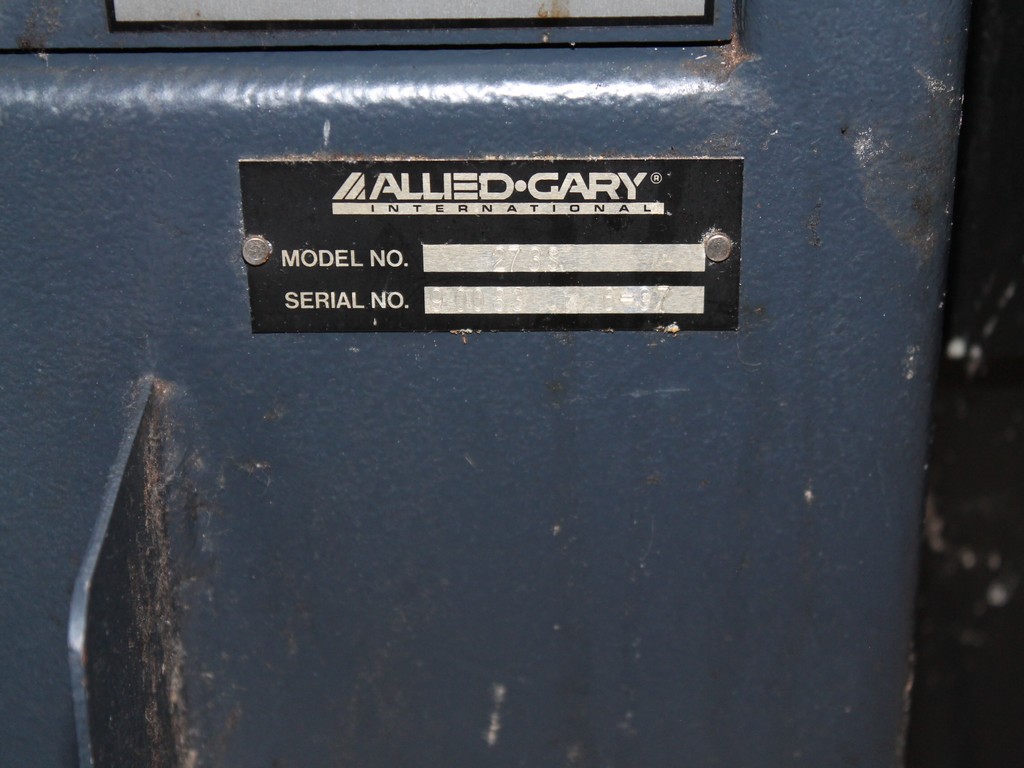 ALLIED•GARY®
INTERNATIONAL
MODEL NO.
SERIAL NO.